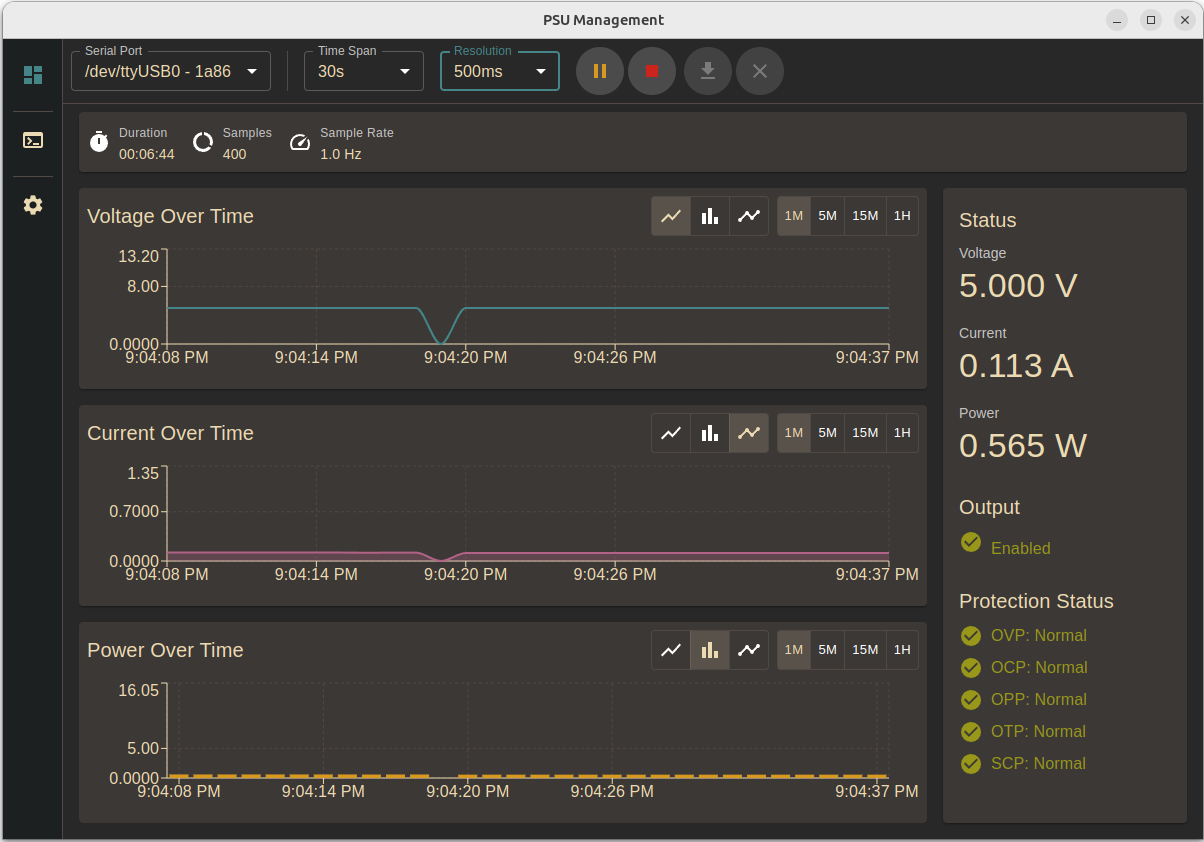 PSU Management
Serial Port
/dev/ttyUSB0 - 1a86
Time Span
30s
Resolution
500ms
Duration
00:06:44
Samples
400
Sample Rate
1.0 Hz
Voltage Over Time
1M 5M 15M 1H
13.20
8.00
0.0000
9:04:08 PM 9:04:14 PM 9:04:20 PM 9:04:26 PM 9:04:37 PM
Current Over Time
1M 5M 15M 1H
1.35
0.7000
0.0000
9:04:08 PM 9:04:14 PM 9:04:20 PM 9:04:26 PM 9:04:37 PM
Power Over Time
1M 5M 15M 1H
16.05
5.00
0.0000
9:04:08 PM 9:04:14 PM 9:04:20 PM 9:04:26 PM 9:04:37 PM
Status
Voltage
5.000 V
Current
0.113 A
Power
0.565 W
Output
Enabled
Protection Status
OVP: Normal
OCP: Normal
OPP: Normal
OTP: Normal
SCP: Normal